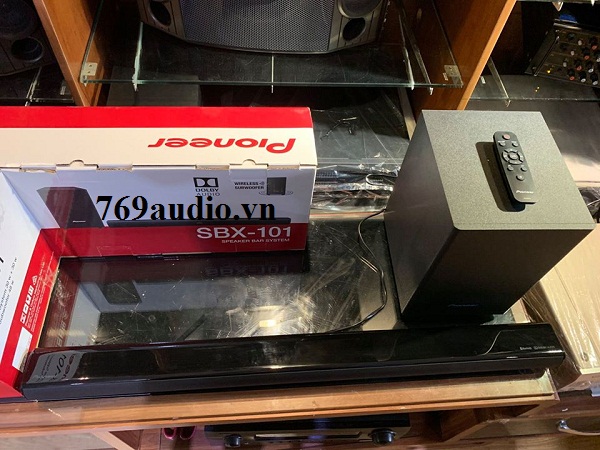 Pioneer
DOLBY
AUDIO
WIRELESS
SUBWOOFER
769audio.vn
SBX-101
SPEAKER BAR SYSTEM